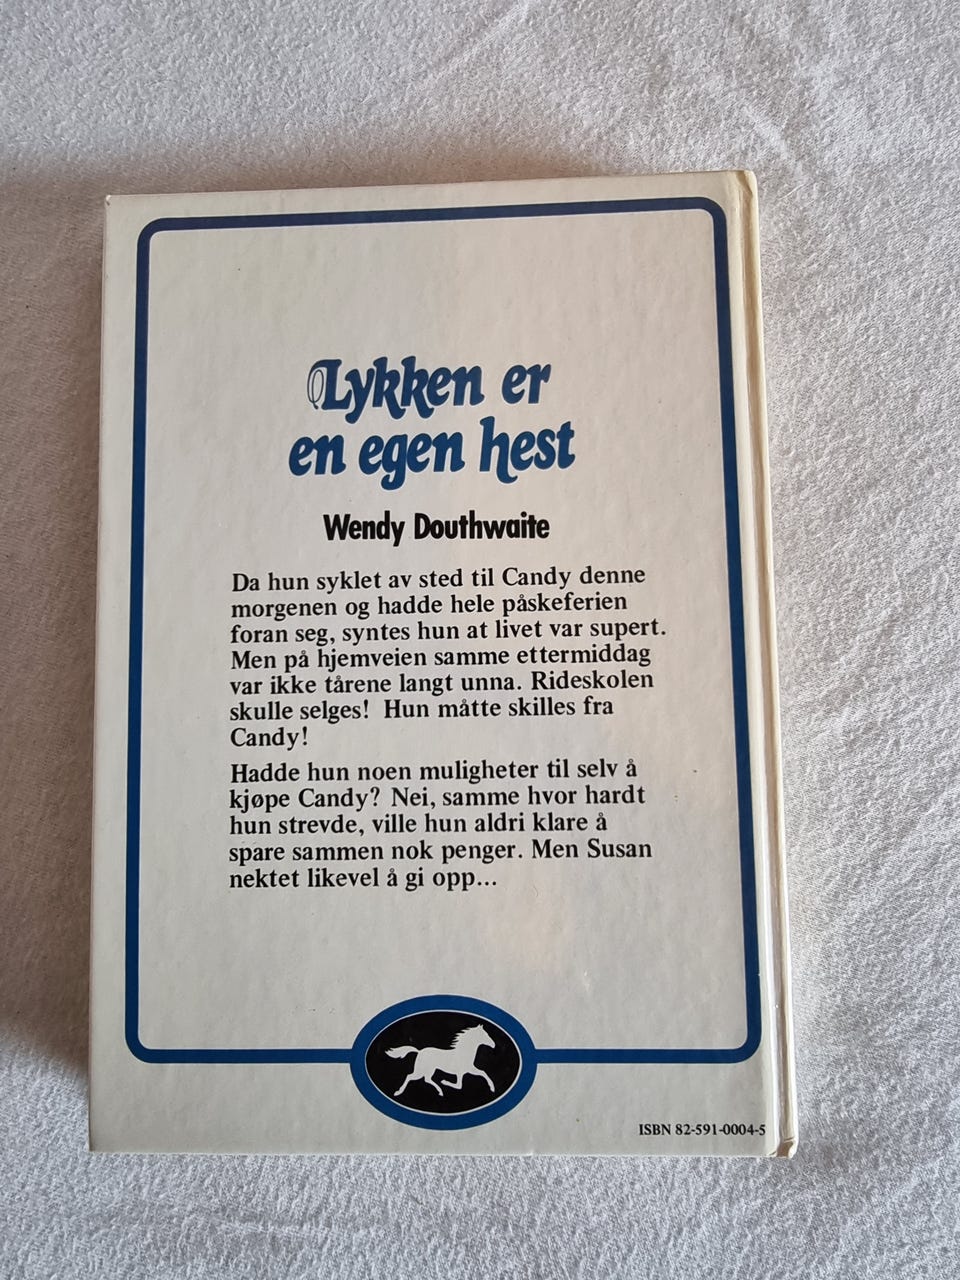 Lykken er
en egen hest
Wendy Douthwaite
Da hun syklet av sted til Candy denne
morgenen og hadde hele påskeferien
foran seg, syntes hun at livet var supert.
Men på hjemveien samme ettermiddag
var ikke tårene langt unna. Rideskolen
skulle selges! Hun måtte skilles fra
Candy!
Hadde hun noen muligheter til selv å
kjøpe Candy? Nei, samme hvor hardt
hun strevde, ville hun aldri klare å
spare sammen nok penger. Men Susan
nektet likevel å gi opp...
ISBN 82-591-0004-5